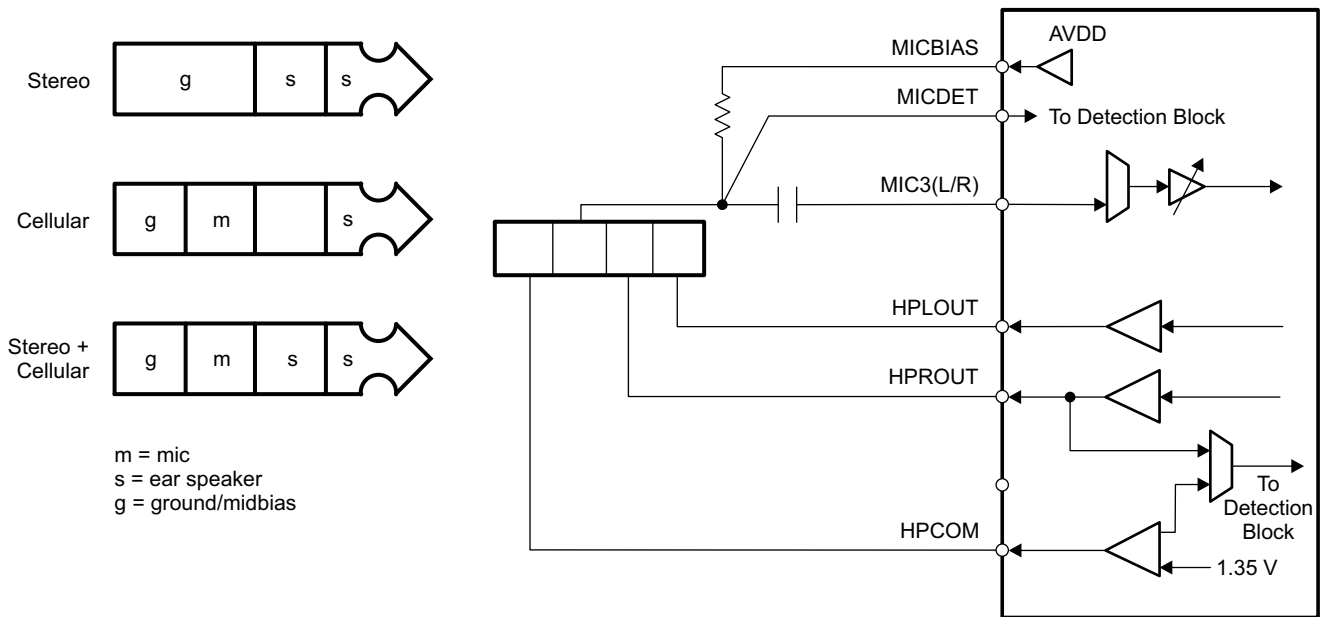 Stereo
g s s
Cellular
g m s
Stereo +
Cellular
g m s s
m = mic
s = ear speaker
g = ground/midbias
MICBIAS
AVDD
MICDET
To Detection Block
MIC3(L/R)
HPLOUT
HPROUT
To
Detection
Block
HPCOM
1.35 V